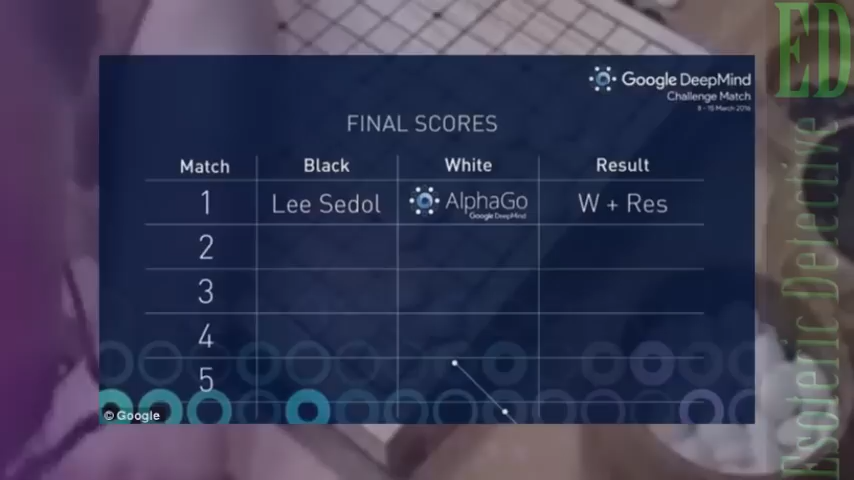 ED
Esoteric Detective
Google DeepMind
Challenge Match
8 - 15 March 2016
FINAL SCORES
Match Black White Result
1 Lee Sedol AlphaGo W + Res
Google DeepMind
2
3
4
5
© Google